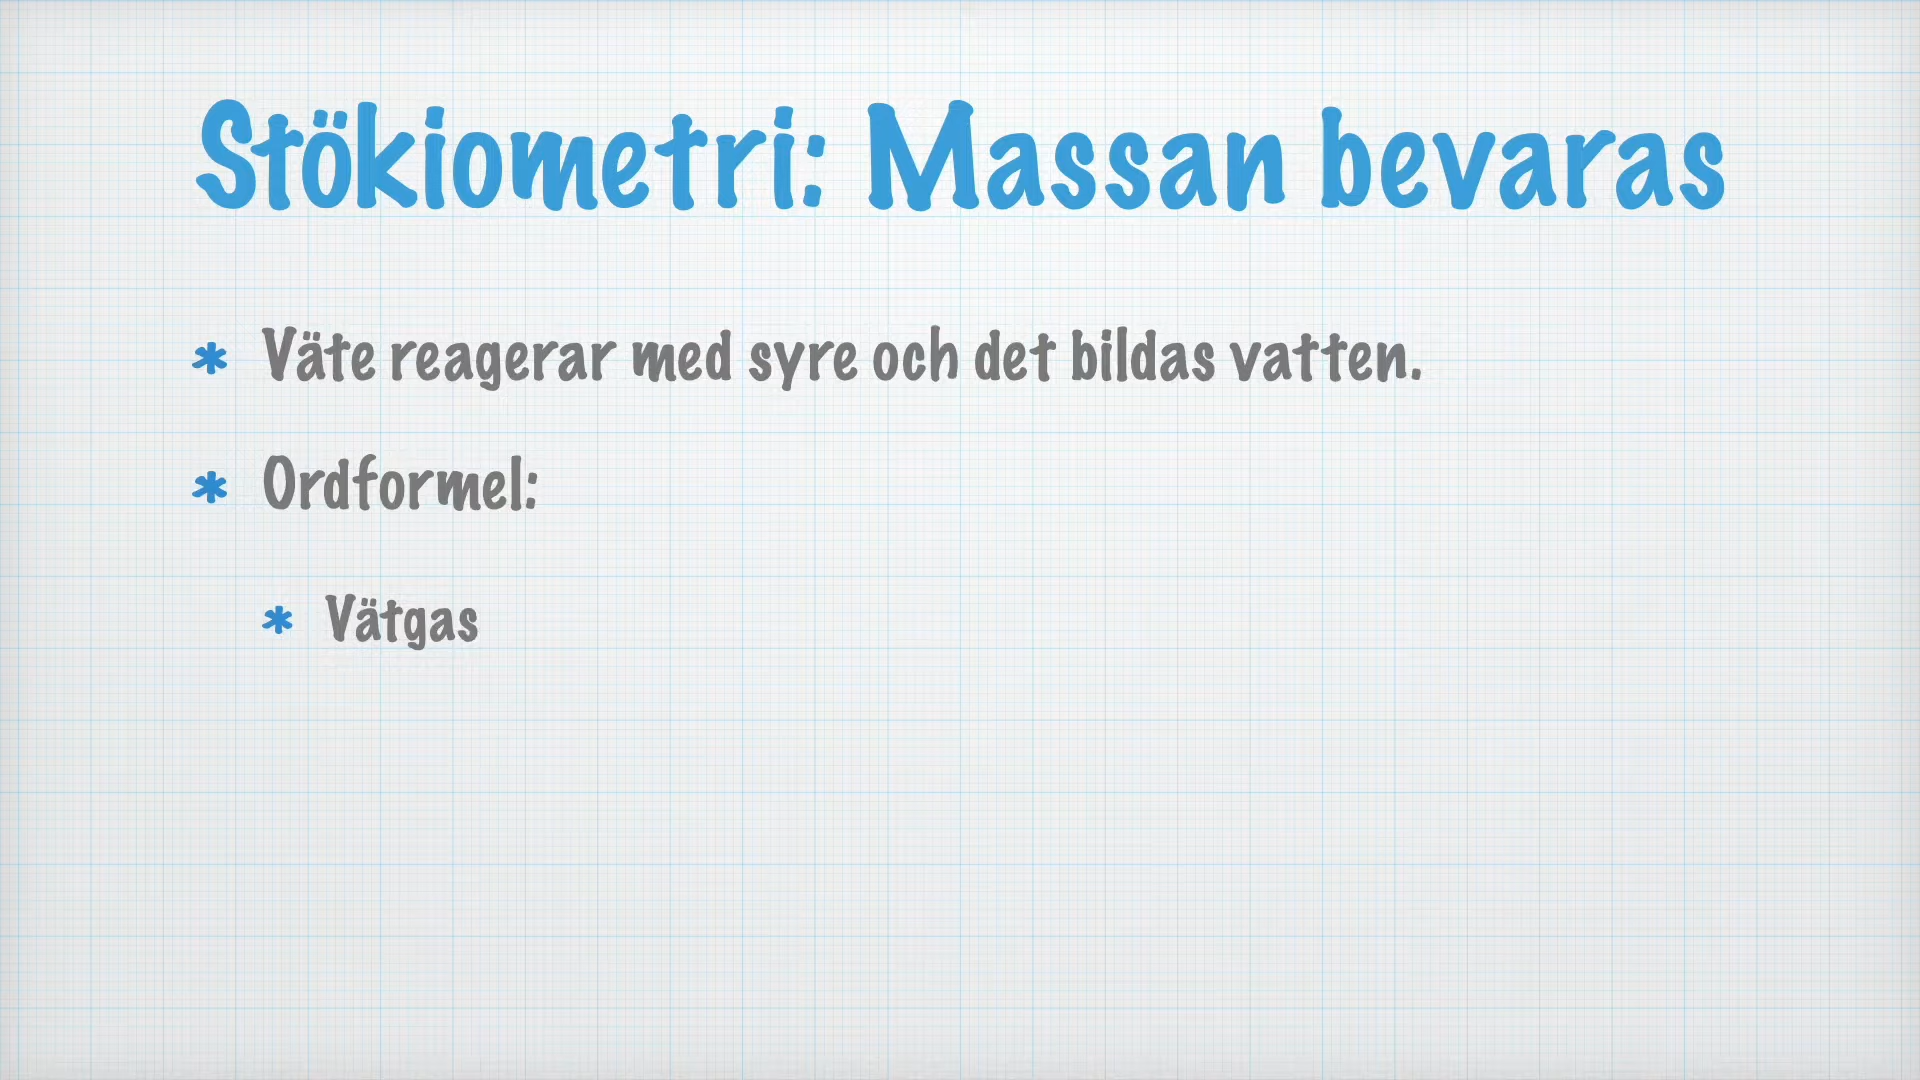 Stökiometri: Massan bevaras
* Väte reagerar med syre och det bildas vatten.
* Ordformel:
* Vätgas